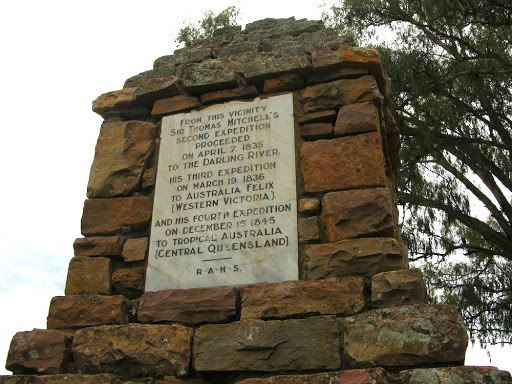 FROM THIS VICINITY
SIR THOMAS MITCHELL'S
SECOND EXPEDITION
PROCEEDED
ON APRIL 7. 1835
TO THE DARLING RIVER.
HIS THIRD EXPEDITION
ON MARCH 19. 1836
TO AUSTRALIA FELIX
(WESTERN VICTORIA).
AND HIS FOURTH EXPEDITION
ON DECEMBER 15. 1845.
TO TROPICAL AUSTRALIA
(CENTRAL QUEENSLAND)
R·A·H·S.